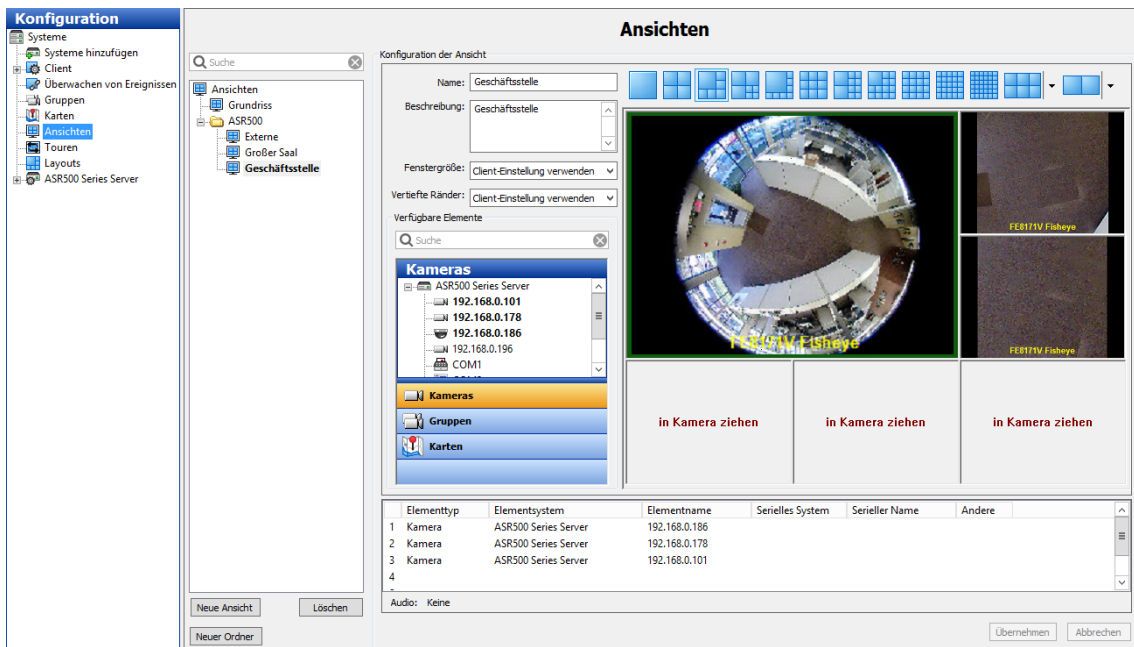 Konfiguration
Systeme
Systeme hinzufügen
Client
Überwachen von Ereignissen
Gruppen
Karten
Ansichten
Touren
Layouts
ASR500 Series Server
Ansichten
Suche
Ansichten
Grundriss
ASR500
Externe
Großer Saal
Geschäftsstelle
Neue Ansicht
Löschen
Neuer Ordner
Konfiguration der Ansicht
Name: Geschäftsstelle
Beschreibung: Geschäftsstelle
Fenstergröße: Client-Einstellung verwenden
Vertiefte Ränder: Client-Einstellung verwenden
Verfügbare Elemente
Suche
Kameras
ASR500 Series Server
192.168.0.101
192.168.0.178
192.168.0.186
192.168.0.196
COM1
Kameras
Gruppen
Karten
FE8171V Fisheye
FE8171V Fisheye
FE8171V Fisheye
in Kamera ziehen in Kamera ziehen in Kamera ziehen
Elementtyp Elementsystem Elementname Serielles System Serieller Name Andere
1 Kamera ASR500 Series Server 192.168.0.186
2 Kamera ASR500 Series Server 192.168.0.178
3 Kamera ASR500 Series Server 192.168.0.101
4
Audio: Keine
Übernehmen Abbrechen